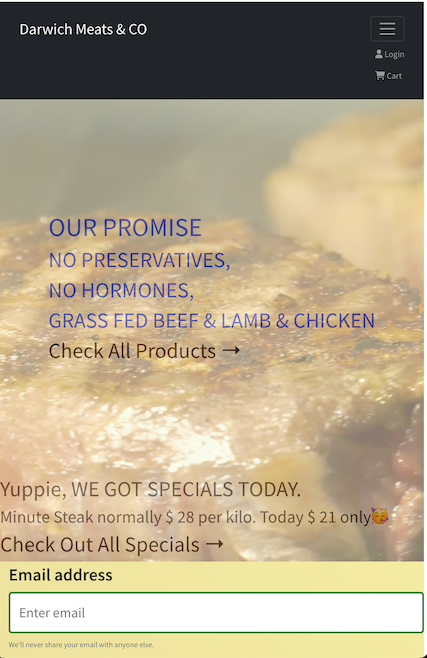 Darwich Meats & CO
Login
Cart
OUR PROMISE
NO PRESERVATIVES,
NO HORMONES,
GRASS FED BEEF & LAMB & CHICKEN
Check All Products →
Yuppie, WE GOT SPECIALS TODAY.
Minute Steak normally $ 28 per kilo. Today $ 21 only🥳
Check Out All Specials →
Email address
Enter email
We'll never share your email with anyone else.